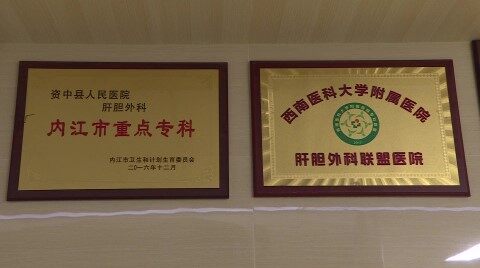 资中县人民医院
肝胆外科
内江市重点专科
内江市卫生和计划生育委员会
二〇一六年十二月
西南医科大学附属医院
肝胆外科联盟医院